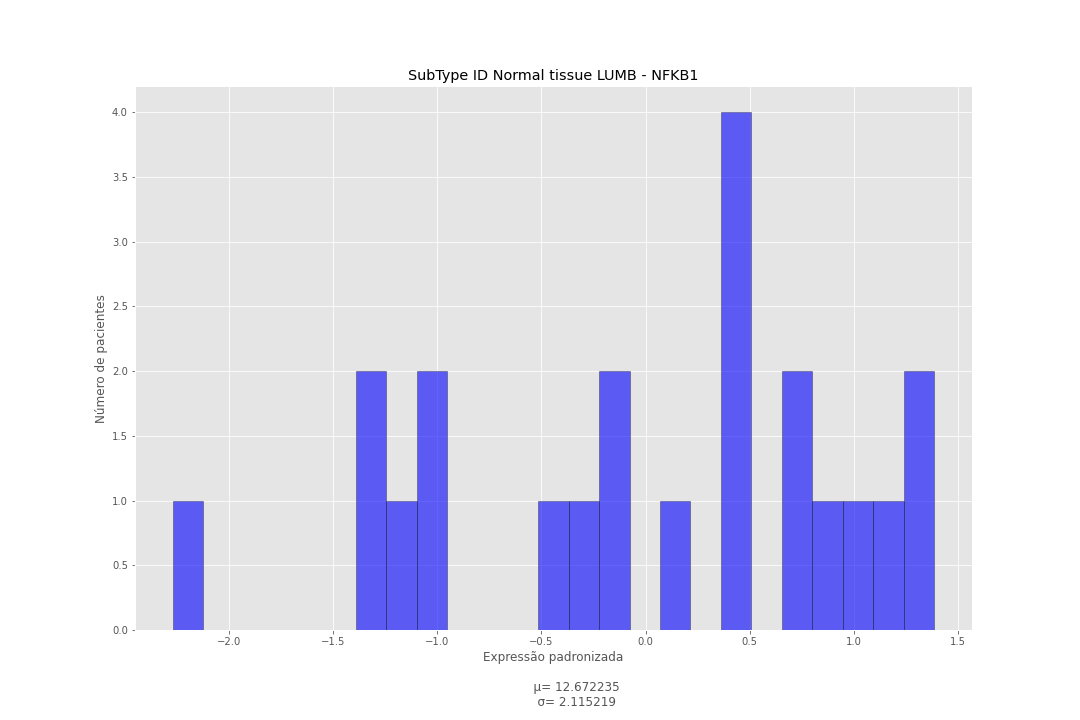 SubType ID Normal tissue LUMB - NFKB1
4.0
3.5
3.0
2.5
2.0
1.5
1.0
0.5
0.0
Número de pacientes
−2.0 −1.5 −1.0 −0.5 0.0 0.5 1.0 1.5
Expressão padronizada
μ= 12.672235
σ= 2.115219